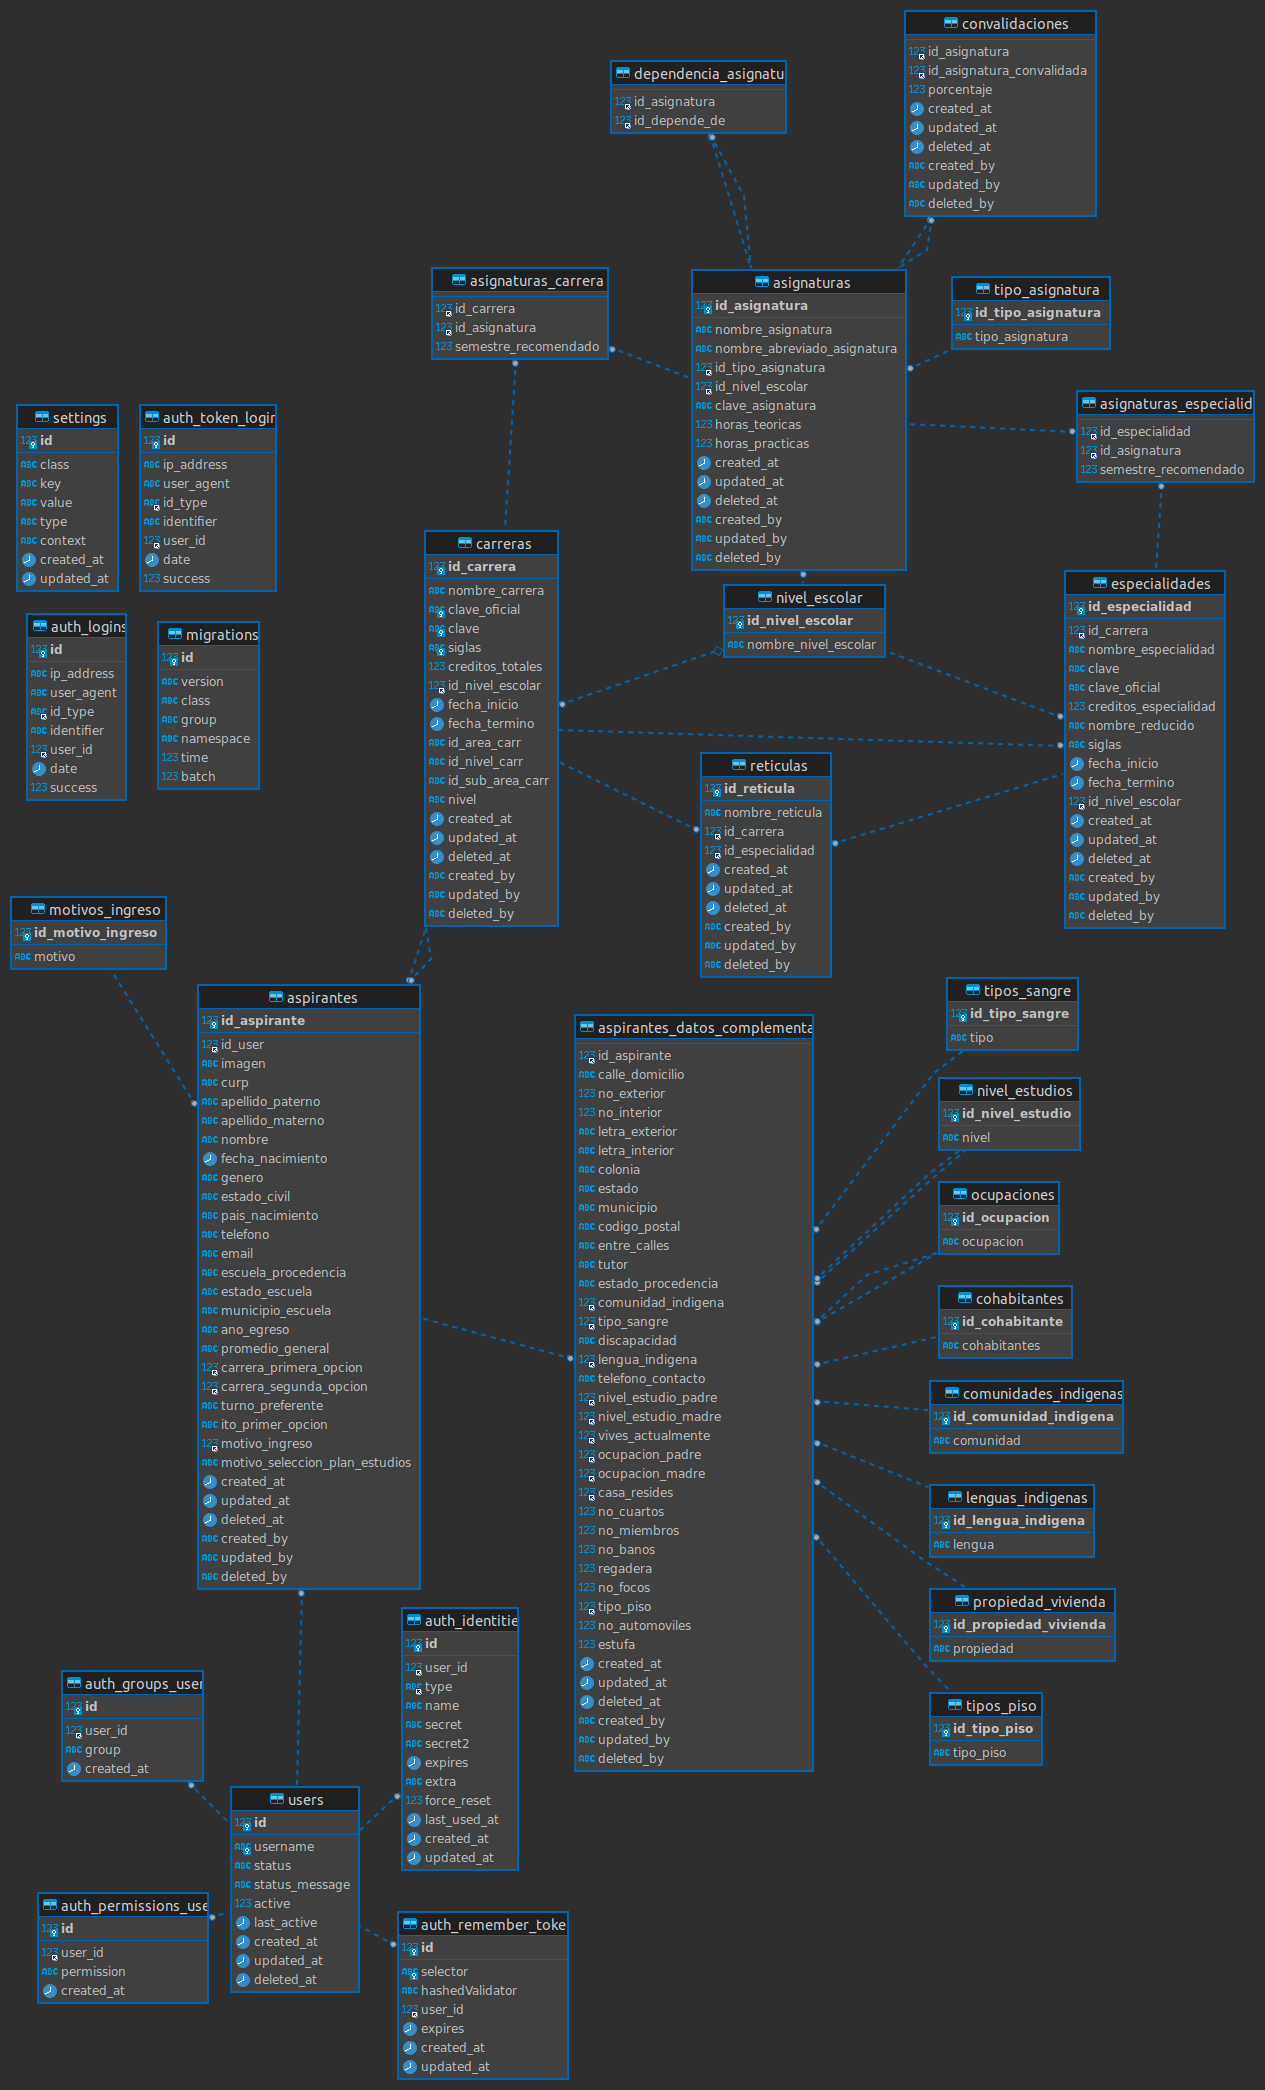 convalidaciones
id_asignatura
id_asignatura_convalidada
porcentaje
created_at
updated_at
deleted_at
created_by
updated_by
deleted_by
dependencia_asignatu
id_asignatura
id_depende_de
asignaturas_carrera
id_carrera
id_asignatura
semestre_recomendado
asignaturas
id_asignatura
nombre_asignatura
nombre_abreviado_asignatura
id_tipo_asignatura
id_nivel_escolar
clave_asignatura
horas_teoricas
horas_practicas
created_at
updated_at
deleted_at
created_by
updated_by
deleted_by
tipo_asignatura
id_tipo_asignatura
tipo_asignatura
asignaturas_especialid
id_especialidad
id_asignatura
semestre_recomendado
settings
id
class
key
value
type
context
created_at
updated_at
auth_token_login
id
ip_address
user_agent
id_type
identifier
user_id
date
success
auth_logins
id
ip_address
user_agent
id_type
identifier
user_id
date
success
migrations
id
version
class
group
namespace
time
batch
carreras
id_carrera
nombre_carrera
clave_oficial
clave
siglas
creditos_totales
id_nivel_escolar
fecha_inicio
fecha_termino
id_area_carr
id_nivel_carr
id_sub_area_carr
nivel
created_at
updated_at
deleted_at
created_by
updated_by
deleted_by
nivel_escolar
id_nivel_escolar
nombre_nivel_escolar
especialidades
id_especialidad
id_carrera
nombre_especialidad
clave
clave_oficial
creditos_especialidad
nombre_reducido
siglas
fecha_inicio
fecha_termino
id_nivel_escolar
created_at
updated_at
deleted_at
created_by
updated_by
deleted_by
reticulas
id_reticula
nombre_reticula
id_carrera
id_especialidad
created_at
updated_at
deleted_at
created_by
updated_by
deleted_by
motivos_ingreso
id_motivo_ingreso
motivo
aspirantes
id_aspirante
id_user
imagen
curp
apellido_paterno
apellido_materno
nombre
fecha_nacimiento
genero
estado_civil
pais_nacimiento
telefono
email
escuela_procedencia
estado_escuela
municipio_escuela
ano_egreso
promedio_general
carrera_primera_opcion
carrera_segunda_opcion
turno_preferente
ito_primer_opcion
motivo_ingreso
motivo_seleccion_plan_estudios
created_at
updated_at
deleted_at
created_by
updated_by
deleted_by
aspirantes_datos_complementa
id_aspirante
calle_domicilio
no_exterior
no_interior
letra_exterior
letra_interior
colonia
estado
municipio
codigo_postal
entre_calles
tutor
estado_procedencia
comunidad_indigena
tipo_sangre
discapacidad
lengua_indigena
telefono_contacto
nivel_estudio_padre
nivel_estudio_madre
vives_actualmente
ocupacion_padre
ocupacion_madre
casa_resides
no_cuartos
no_miembros
no_banos
regadera
no_focos
tipo_piso
no_automoviles
estufa
created_at
updated_at
deleted_at
created_by
updated_by
deleted_by
tipos_sangre
id_tipo_sangre
tipo
nivel_estudios
id_nivel_estudio
nivel
ocupaciones
id_ocupacion
ocupacion
cohabitantes
id_cohabitante
cohabitantes
comunidades_indigenas
id_comunidad_indigena
comunidad
lenguas_indigenas
id_lengua_indigena
lengua
propiedad_vivienda
id_propiedad_vivienda
propiedad
tipos_piso
id_tipo_piso
tipo_piso
auth_identitie
id
user_id
type
name
secret
secret2
expires
extra
force_reset
last_used_at
created_at
updated_at
auth_groups_user
id
user_id
group
created_at
users
id
username
status
status_message
active
last_active
created_at
updated_at
deleted_at
auth_permissions_use
id
user_id
permission
created_at
auth_remember_toke
id
selector
hashedValidator
user_id
expires
created_at
updated_at